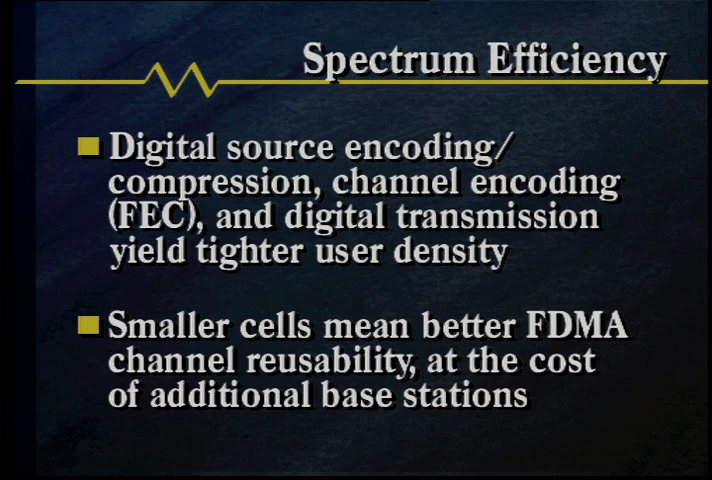 Spectrum Efficiency
Digital source encoding/
compression, channel encoding
(FEC), and digital transmission
yield tighter user density
Smaller cells mean better FDMA
channel reusability, at the cost
of additional base stations